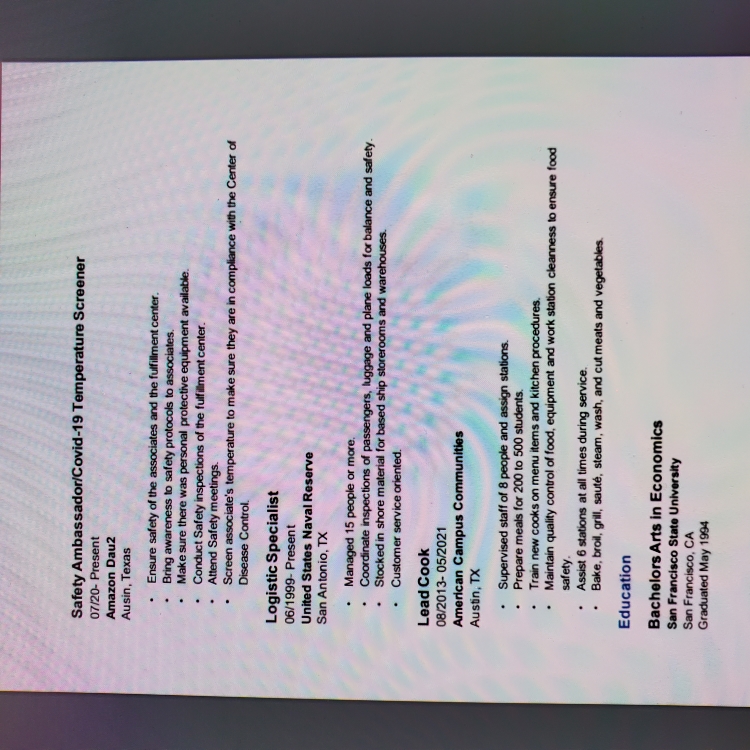 Safety Ambassador/Covid-19 Temperature Screener
07/20- Present
Amazon Dau2
Ausin, Texas
• Ensure safety of the associates and the fulfillment center.
• Bring awareness to safety protocols to associates.
• Make sure there was personal protective equipment available.
• Conduct Safety inspections of the fulfillment center.
• Attend Safety meetings.
• Screen associate's temperature to make sure they are in compliance with the Center of
Disease Control.
Logistic Specialist
06/1999- Present
United States Naval Reserve
San Antonio, TX
• Managed 15 people or more.
• Coordinate inspections of passengers, luggage and plane loads for balance and safety.
• Stocked in shore material for based ship storerooms and warehouses.
• Customer service oriented.
Lead Cook
08/2013- 05/2021
American Campus Communities
Austin, TX
• Supervised staff of 8 people and assign stations.
• Prepare meals for 200 to 500 students.
• Train new cooks on menu items and kitchen procedures.
• Maintain quality control of food, equipment and work station cleanness to ensure food
safety.
• Assist 6 stations at all times during service.
• Bake, broil, grill, sauté, steam, wash, and cut meats and vegetables.
Education
Bachelors Arts in Economics
San Francisco State University
San Francisco, CA
Graduated May 1994